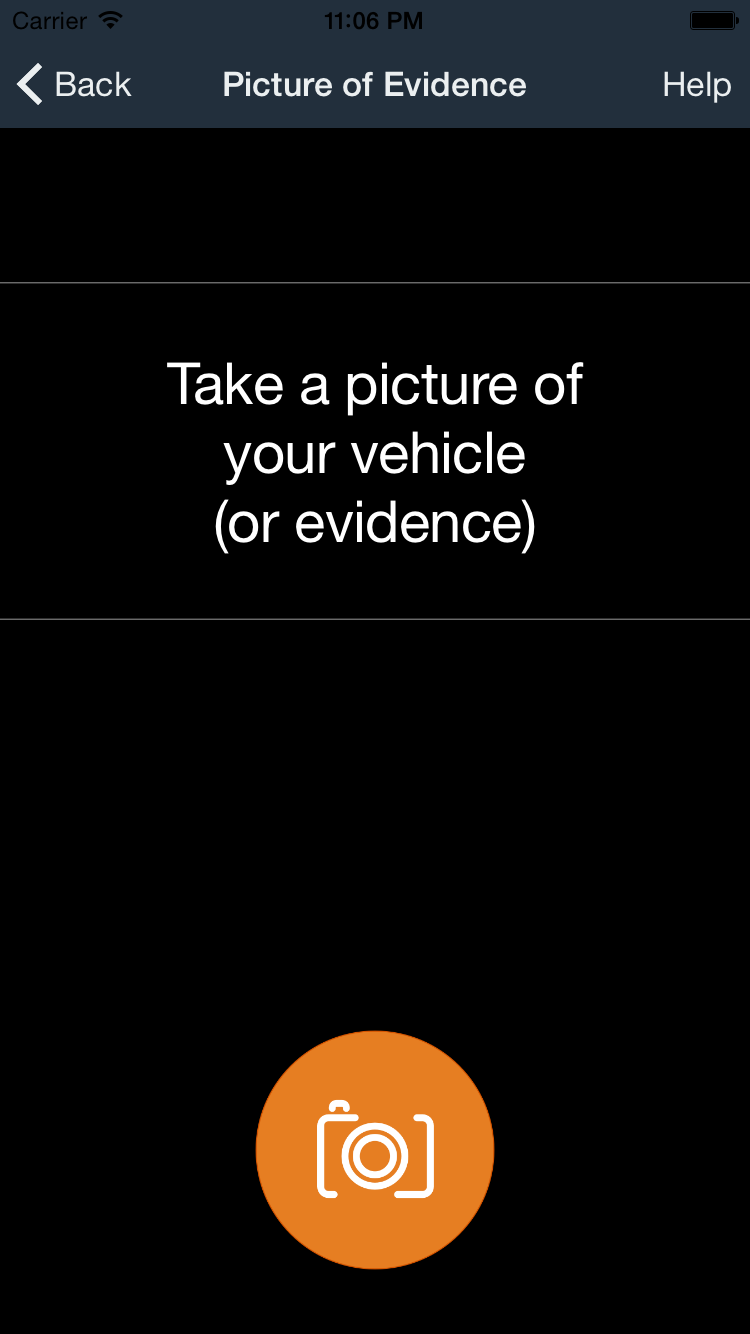 Carrier 11:06 PM
Back Picture of Evidence Help
Take a picture of
your vehicle
(or evidence)